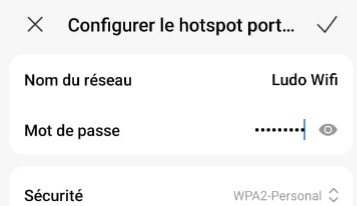 Configurer le hotspot port...
Nom du réseau Ludo Wifi
Mot de passe •••••••••
Sécurité WPA2-Personal